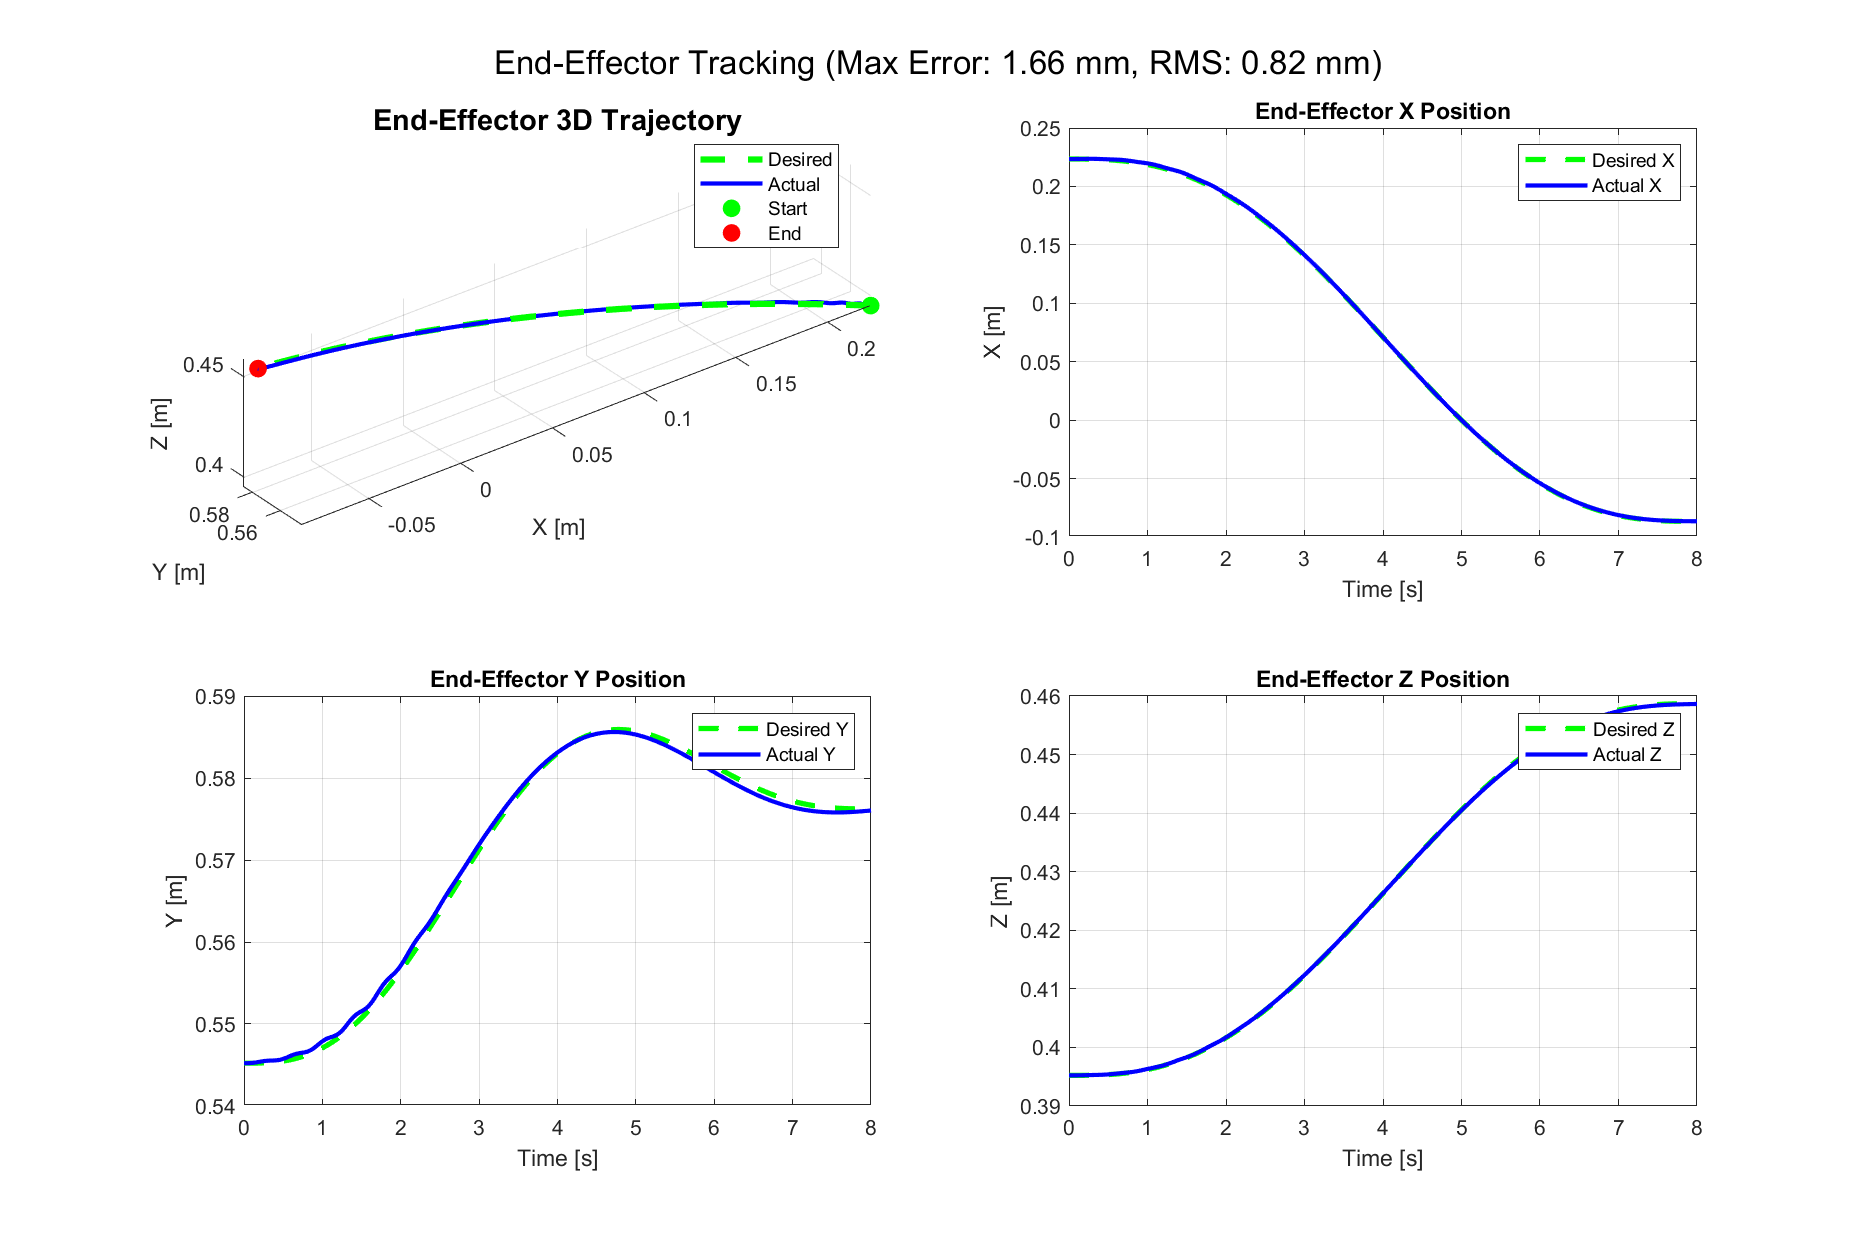 End-Effector Tracking (Max Error: 1.66 mm, RMS: 0.82 mm)
End-Effector 3D Trajectory
Desired
Actual
Start
End
0.45
0.4
Z [m]
0.58
0.56
Y [m]
-0.05
0
0.05
0.1
0.15
0.2
X [m]
End-Effector X Position
Desired X
Actual X
0.25
0.2
0.15
0.1
0.05
0
-0.05
-0.1
X [m]
0 1 2 3 4 5 6 7 8
Time [s]
End-Effector Y Position
Desired Y
Actual Y
0.59
0.58
0.57
0.56
0.55
0.54
Y [m]
0 1 2 3 4 5 6 7 8
Time [s]
End-Effector Z Position
Desired Z
Actual Z
0.46
0.45
0.44
0.43
0.42
0.41
0.4
0.39
Z [m]
0 1 2 3 4 5 6 7 8
Time [s]